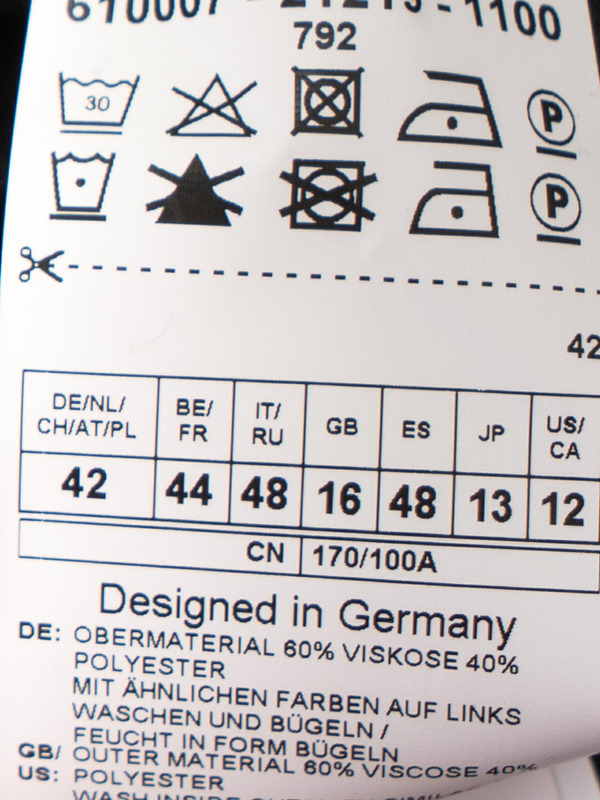 792
30
P
P
42
DE/NL/ BE/ IT/ GB ES JP US/
CH/AT/PL FR RU CA
42 44 48 16 48 13 12
CN 170/100A
Designed in Germany
DE: OBERMATERIAL 60% VISKOSE 40%
POLYESTER
MIT ÄHNLICHEN FARBEN AUF LINKS
WASCHEN UND BÜGELN /
FEUCHT IN FORM BÜGELN
GB/ OUTER MATERIAL 60% VISCOSE 40%
US: POLYESTER
WASH INSIDE